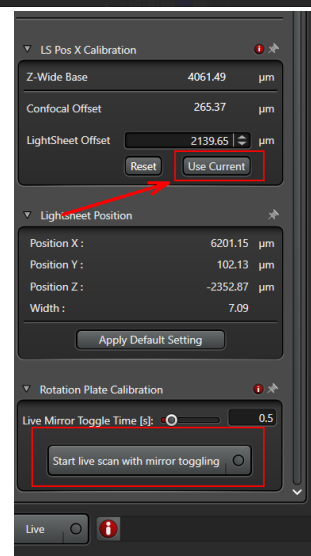 LS Pos X Calibration
Z-Wide Base 4061.49 µm
Confocal Offset 265.37 µm
LightSheet Offset 2139.65 µm
Reset Use Current
Lightsheet Position
Position X : 6201.15 µm
Position Y : 102.13 µm
Position Z : -2352.87 µm
Width : 7.09
Apply Default Setting
Rotation Plate Calibration
Live Mirror Toggle Time [s]: 0.5
Start live scan with mirror toggling
Live